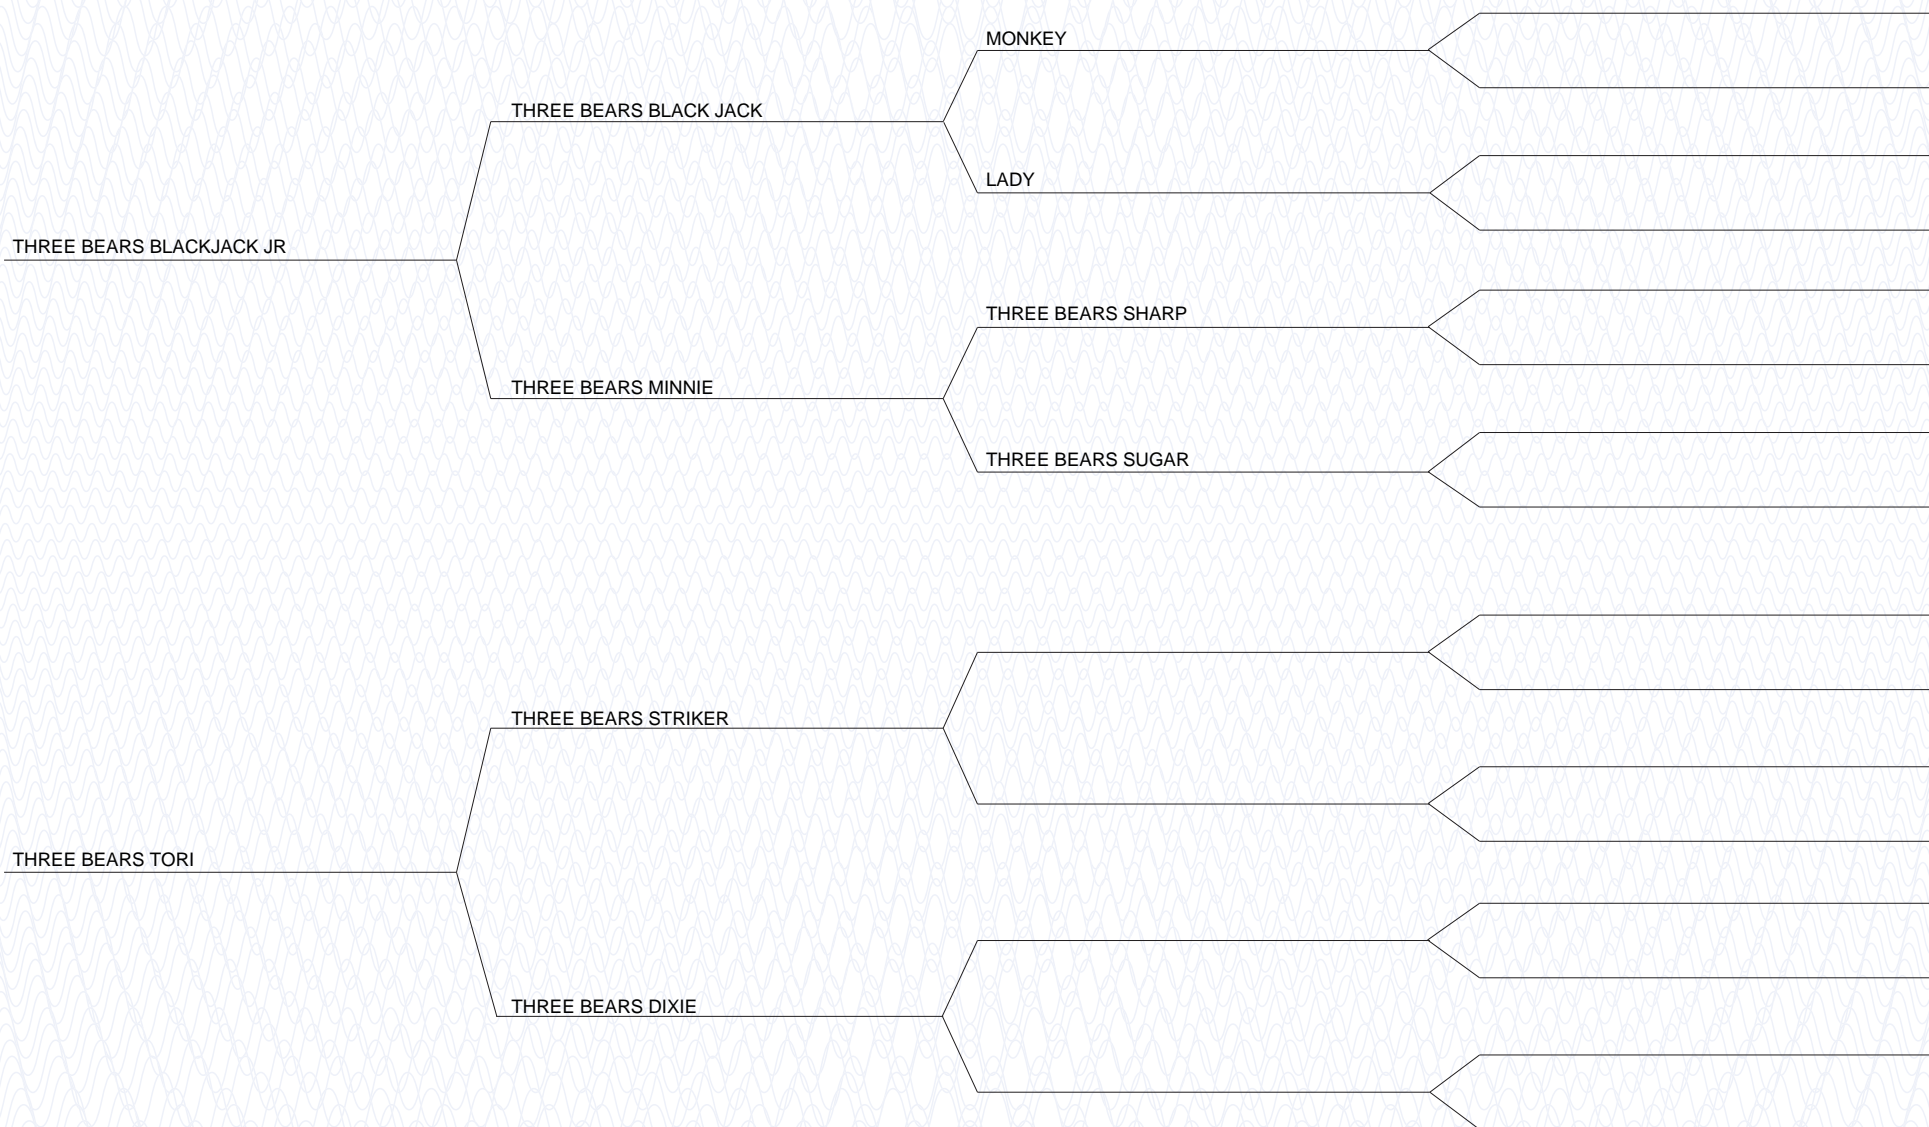 MONKEY
THREE BEARS BLACK JACK
LADY
THREE BEARS BLACKJACK JR
THREE BEARS SHARP
THREE BEARS MINNIE
THREE BEARS SUGAR
THREE BEARS STRIKER
THREE BEARS TORI
THREE BEARS DIXIE